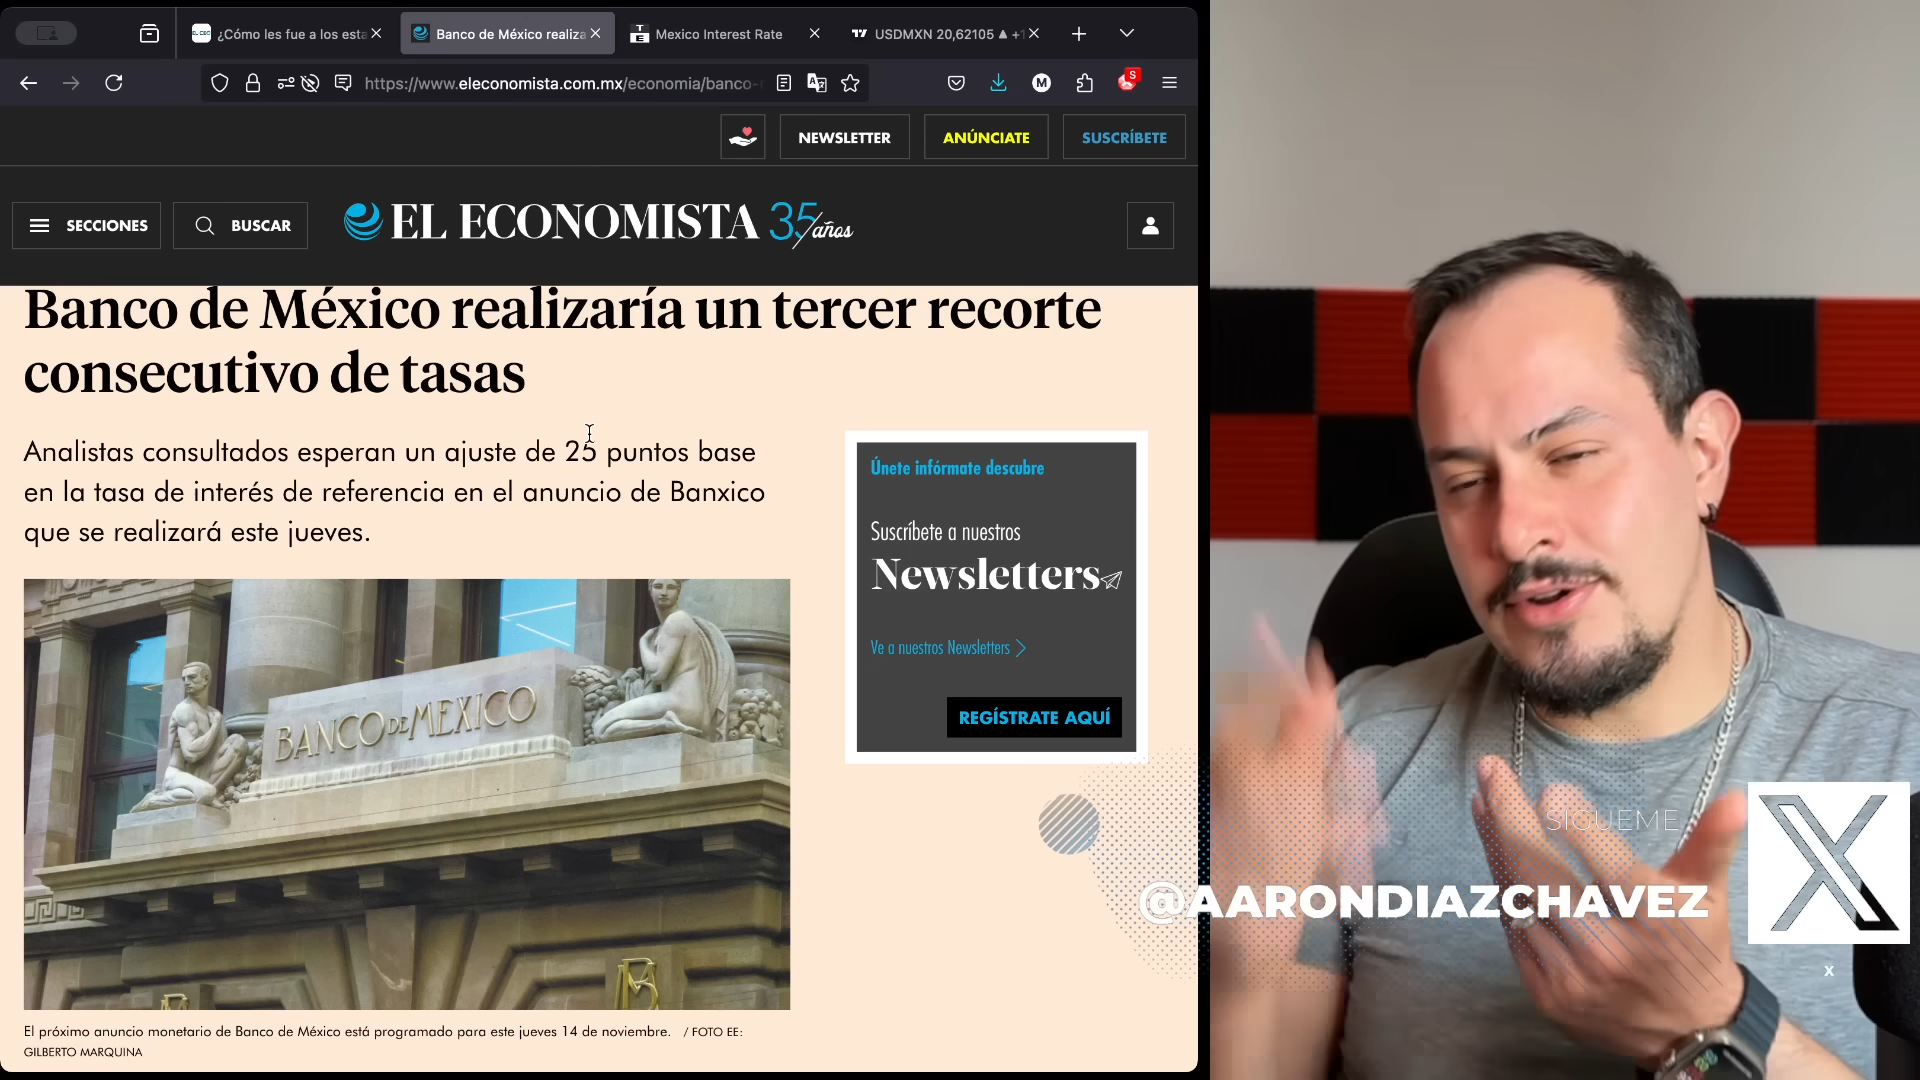 ¿Cómo les fue a los esta
Banco de México realiza
Mexico Interest Rate
USDMXN 20,62105 ▲ +1
https://www.eleconomista.com.mx/economia/banco-
M
S
NEWSLETTER
ANÚNCIATE
SUSCRÍBETE
SECCIONES
BUSCAR
EL ECONOMISTA 35 años
Banco de México realizaría un tercer recorte
consecutivo de tasas
Analistas consultados esperan un ajuste de 25 puntos base
en la tasa de interés de referencia en el anuncio de Banxico
que se realizará este jueves.
Únete infórmate descubre
Suscríbete a nuestros
Newsletters
Ve a nuestros Newsletters
REGÍSTRATE AQUÍ
BANCO DE MEXICO
El próximo anuncio monetario de Banco de México está programado para este jueves 14 de noviembre. / FOTO EE:
GILBERTO MARQUINA
SIGUEME
@AARONDIAZCHAVEZ
X
X